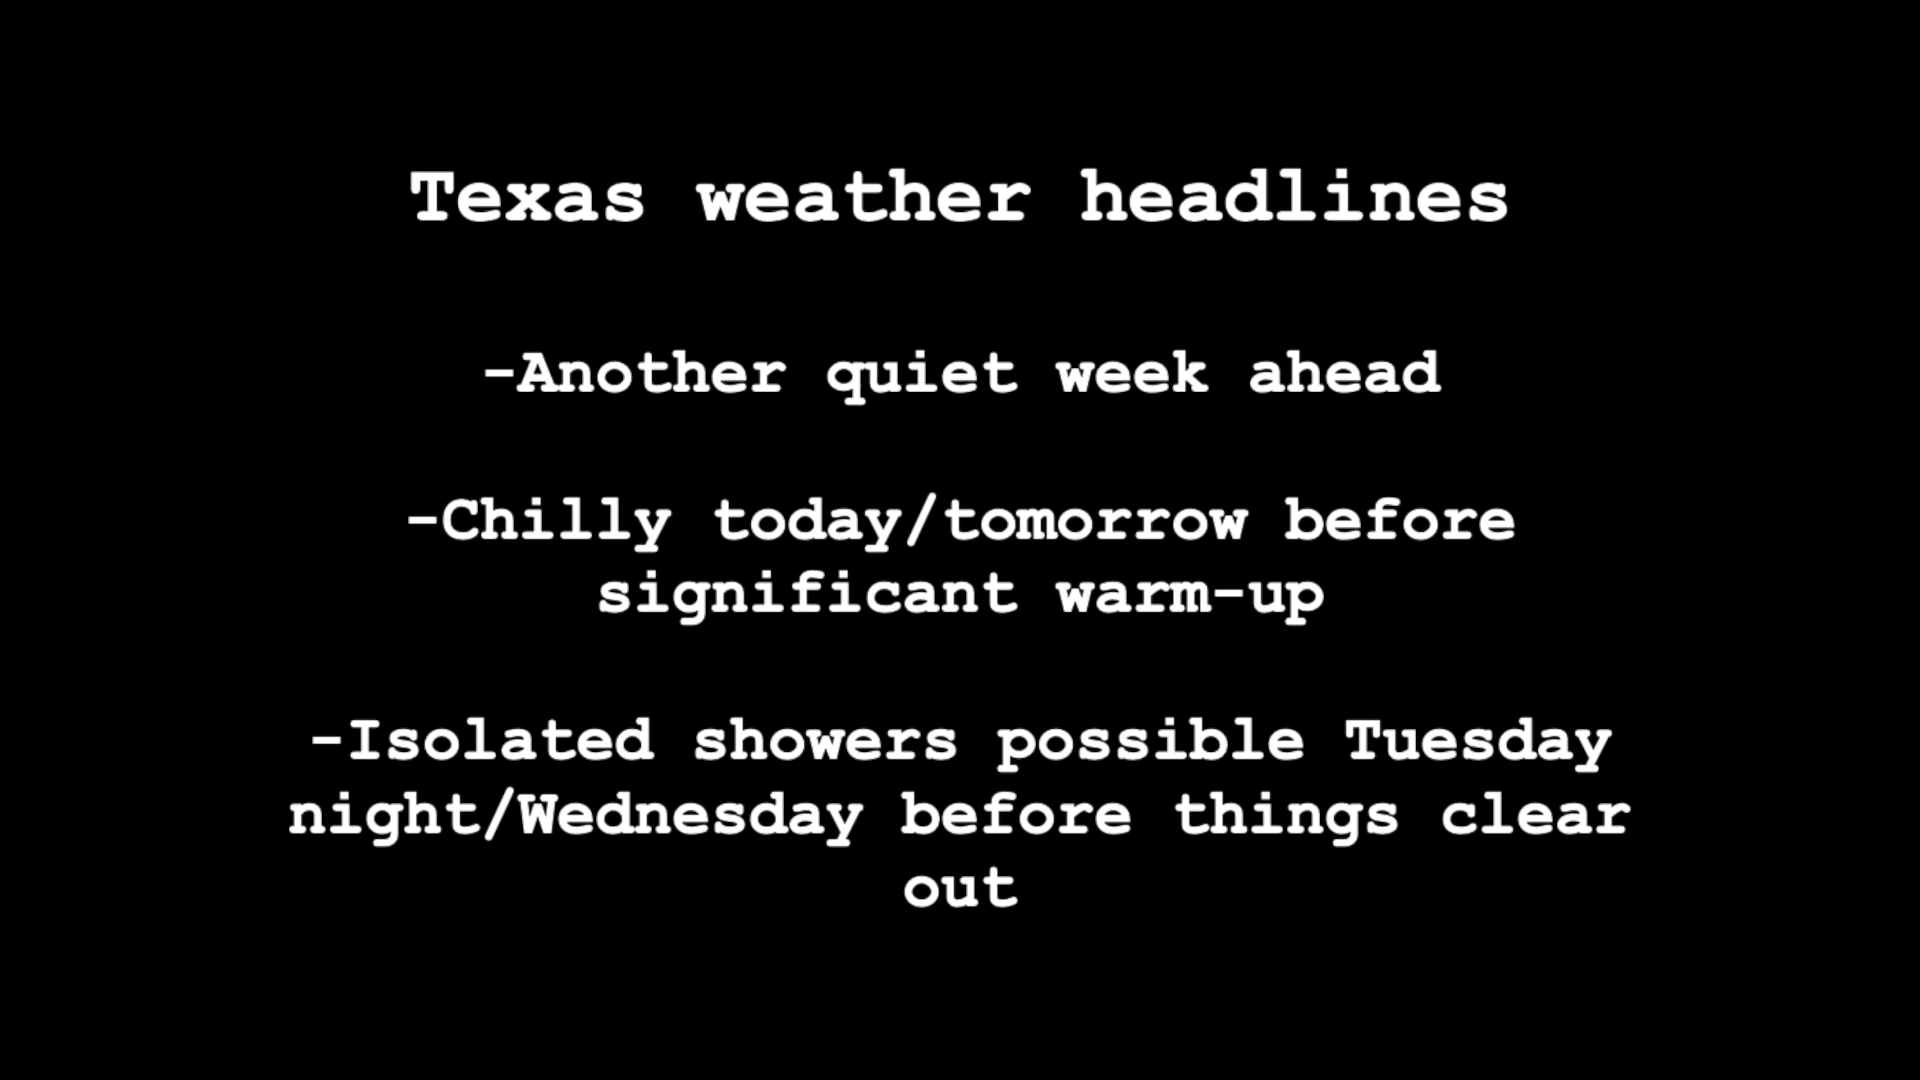 Texas weather headlines
-Another quiet week ahead
-Chilly today/tomorrow before
significant warm-up
-Isolated showers possible Tuesday
night/Wednesday before things clear
out